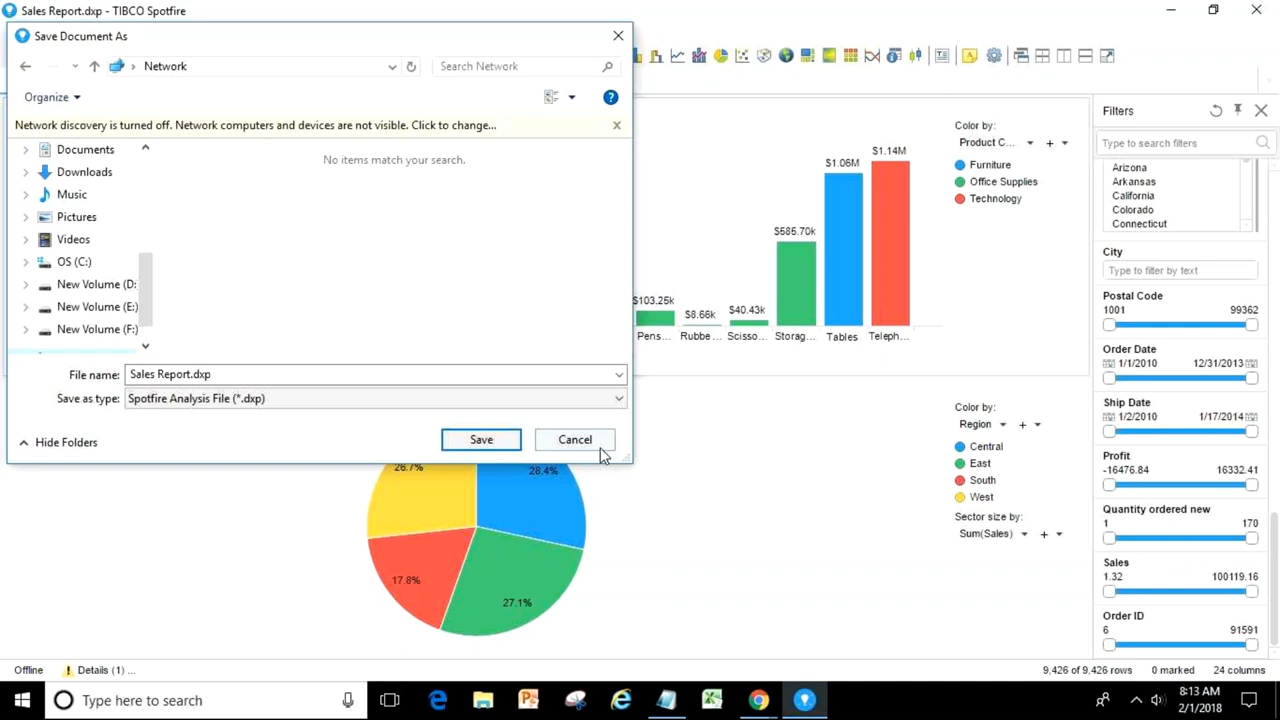 Sales Report.dxp - TIBCO Spotfire
Save Document As
Network
Search Network
Organize
Network discovery is turned off. Network computers and devices are not visible. Click to change...
Documents
Downloads
Music
Pictures
Videos
OS (C:)
New Volume (D:
New Volume (E:)
New Volume (F:)
No items match your search.
File name:
Sales Report.dxp
Save as type:
Spotfire Analysis File (*.dxp)
Hide Folders
Save
Cancel
$103.25k
$8.66k
$40.43k
$585.70k
$1.06M
$1.14M
Pens...
Rubbe ...
Scisso...
Storag...
Tables
Teleph...
Color by:
Product C...
Furniture
Office Supplies
Technology
26.7%
28.4%
17.8%
27.1%
Color by:
Region
Central
East
South
West
Sector size by:
Sum(Sales)
Filters
Type to search filters
Arizona
Arkansas
California
Colorado
Connecticut
City
Type to filter by text
Postal Code
1001 99362
Order Date
1/1/2010 12/31/2013
Ship Date
1/2/2010 1/17/2014
Profit
-16476.84 16332.41
Quantity ordered new
1 170
Sales
1.32 100119.16
Order ID
6 91591
Offline
Details (1) ...
9,426 of 9,426 rows
0 marked
24 columns
Type here to search
8:13 AM
2/1/2018